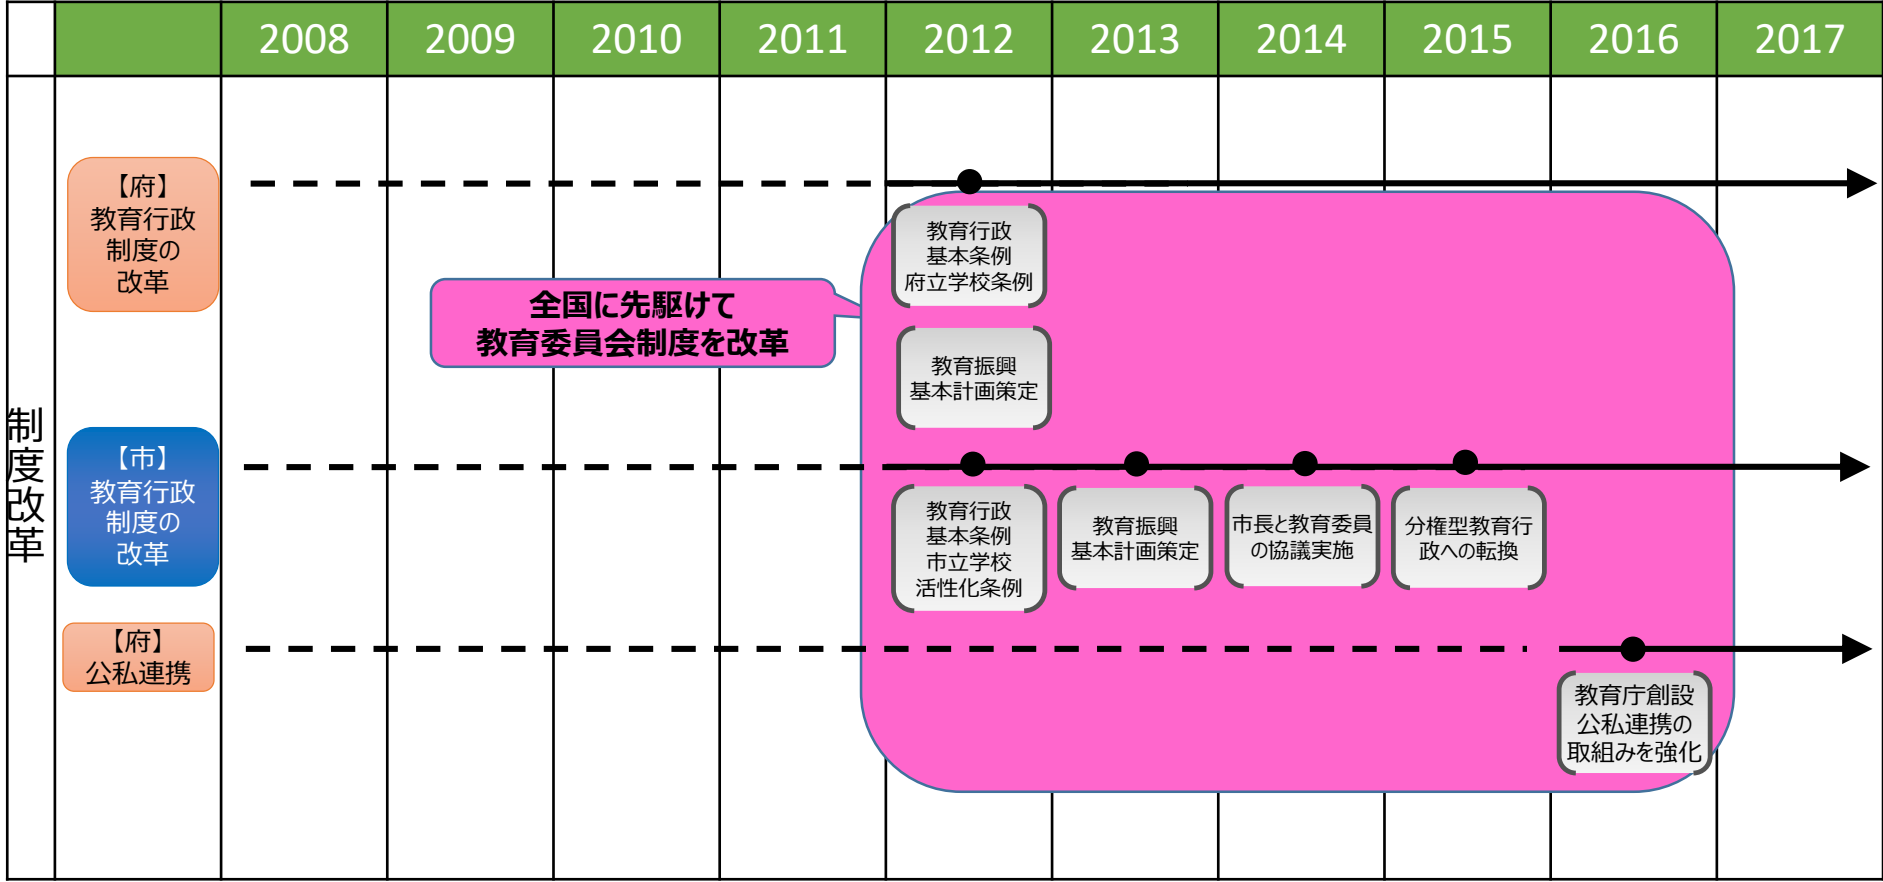 2008 2009 2010 2011 2012 2013 2014 2015 2016 2017
制度改革
【府】
教育行政
制度の
改革
教育行政
基本条例
府立学校条例
全国に先駆けて
教育委員会制度を改革
教育振興
基本計画策定
【市】
教育行政
制度の
改革
教育行政
基本条例
市立学校
活性化条例
教育振興
基本計画策定
市長と教育委員
の協議実施
分権型教育行
政への転換
【府】
公私連携
教育庁創設
公私連携の
取組みを強化